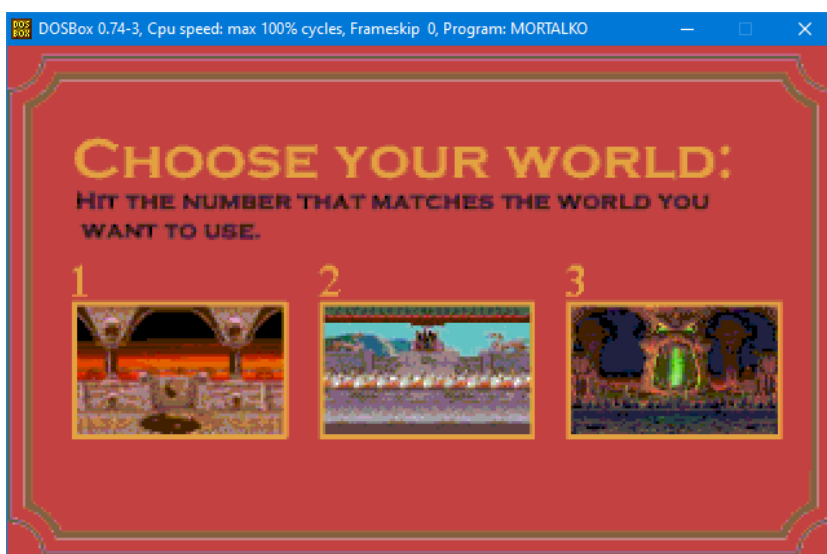 DOSBox 0.74-3, Cpu speed: max 100% cycles, Frameskip 0, Program: MORTALKO
CHOOSE YOUR WORLD:
HIT THE NUMBER THAT MATCHES THE WORLD YOU
WANT TO USE.
1 2 3